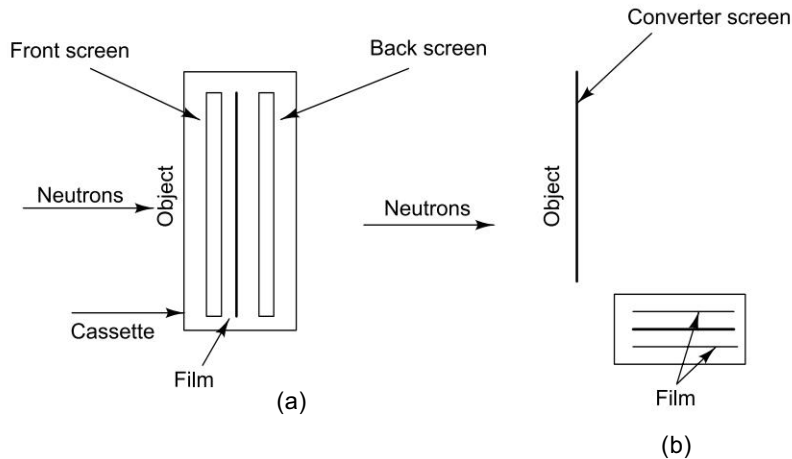 Front screen
Back screen
Object
Neutrons
Cassette
Film
(a)
Converter screen
Object
Neutrons
Film
(b)